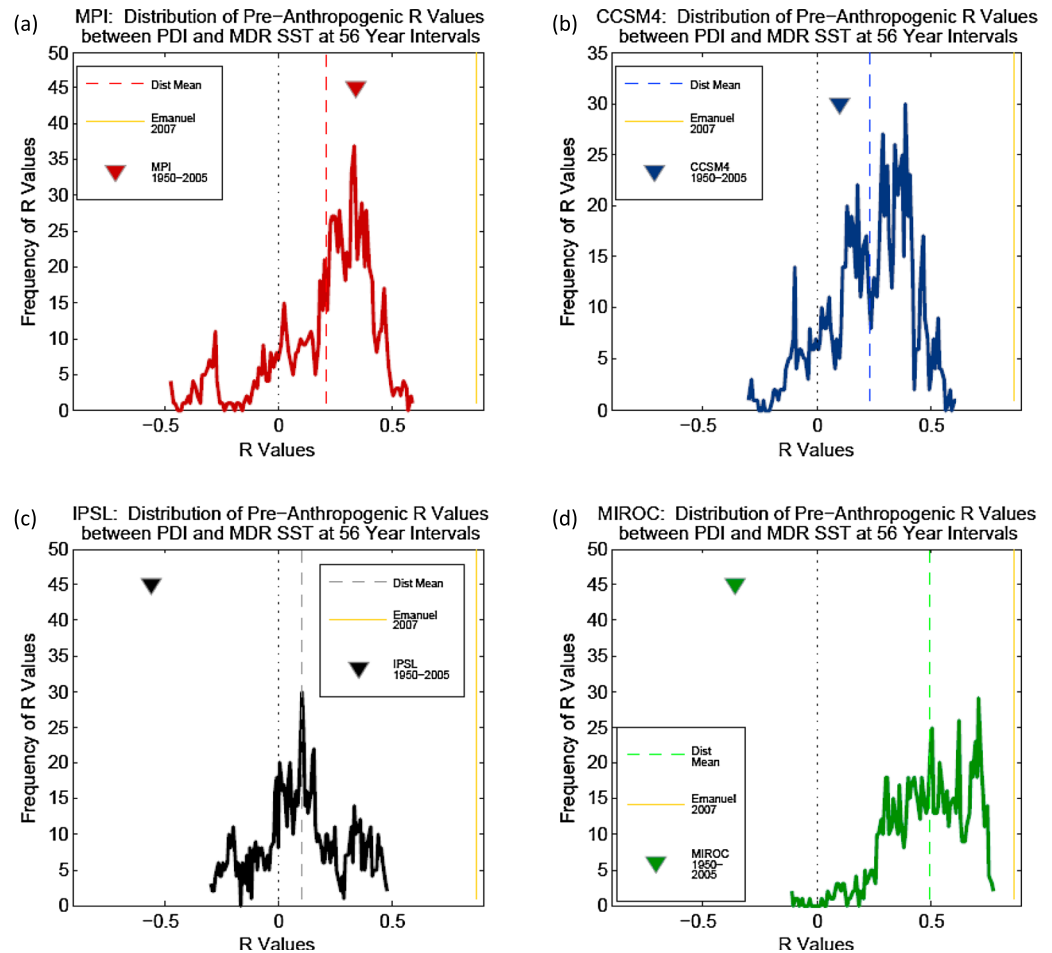 (a)
MPI:  Distribution of Pre−Anthropogenic R Values
between PDI and MDR SST at 56 Year Intervals
Frequency of R Values
50
45
40
35
30
25
20
15
10
5
0
Dist Mean
Emanuel
2007
MPI
1950−2005
−0.5
0
0.5
R Values
(b)
CCSM4:  Distribution of Pre−Anthropogenic R Values
between PDI and MDR SST at 56 Year Intervals
Frequency of R Values
35
30
25
20
15
10
5
0
Dist Mean
Emanuel
2007
CCSM4
1950−2005
−0.5
0
0.5
R Values
(c)
IPSL:  Distribution of Pre−Anthropogenic R Values
between PDI and MDR SST at 56 Year Intervals
Frequency of R Values
50
45
40
35
30
25
20
15
10
5
0
Dist Mean
Emanuel
2007
IPSL
1950−2005
−0.5
0
0.5
R Values
(d)
MIROC:  Distribution of Pre−Anthropogenic R Values
between PDI and MDR SST at 56 Year Intervals
Frequency of R Values
50
45
40
35
30
25
20
15
10
5
0
Dist
Mean
Emanuel
2007
MIROC
1950−
2005
−0.5
0
0.5
R Values